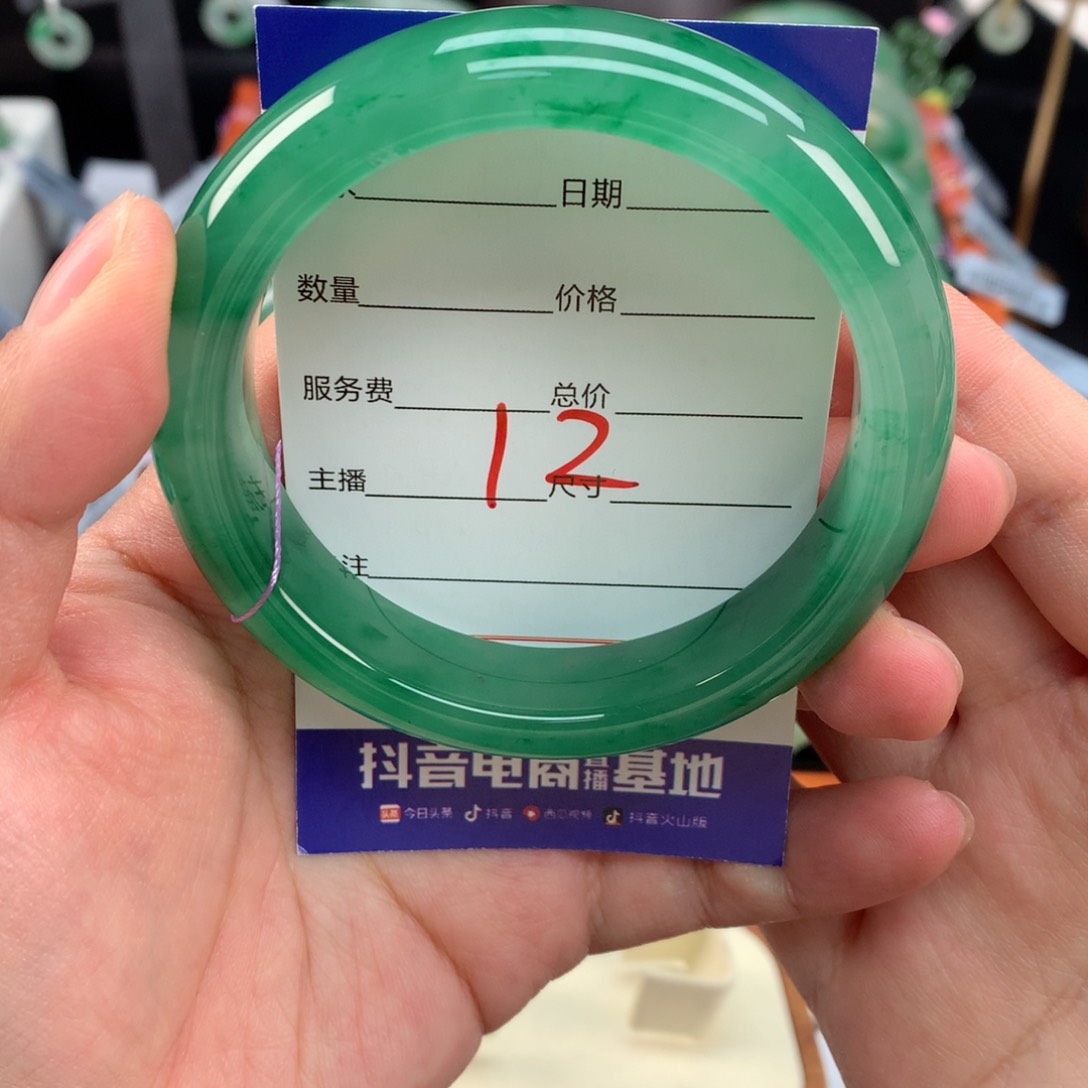 日期
数量 价格
服务费 总价
12
主播 尺寸
注
抖音电商直播基地
头条 今日头条 抖音 西瓜视频 抖音火山版